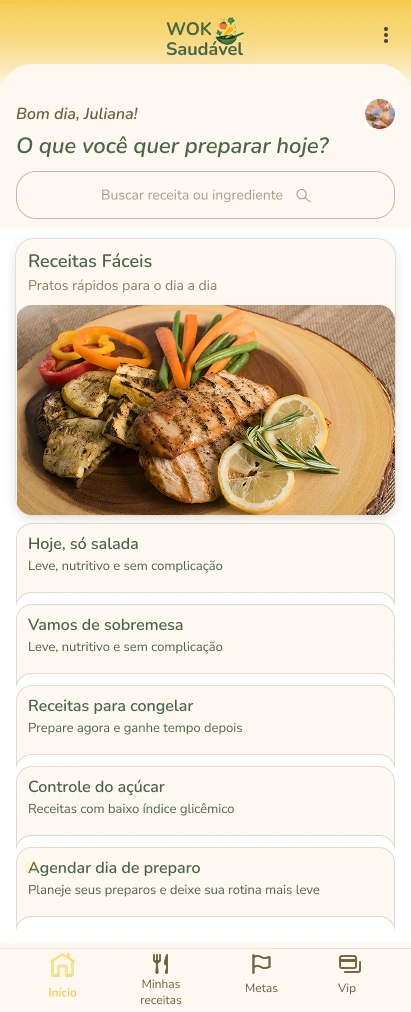 WOK
Saudável
Bom dia, Juliana!
O que você quer preparar hoje?
Buscar receita ou ingrediente
Receitas Fáceis
Pratos rápidos para o dia a dia
Hoje, só salada
Leve, nutritivo e sem complicação
Vamos de sobremesa
Leve, nutritivo e sem complicação
Receitas para congelar
Prepare agora e ganhe tempo depois
Controle do açúcar
Receitas com baixo índice glicêmico
Agendar dia de preparo
Planeje seus preparos e deixe sua rotina mais leve
Início
Minhas
receitas
Metas
Vip